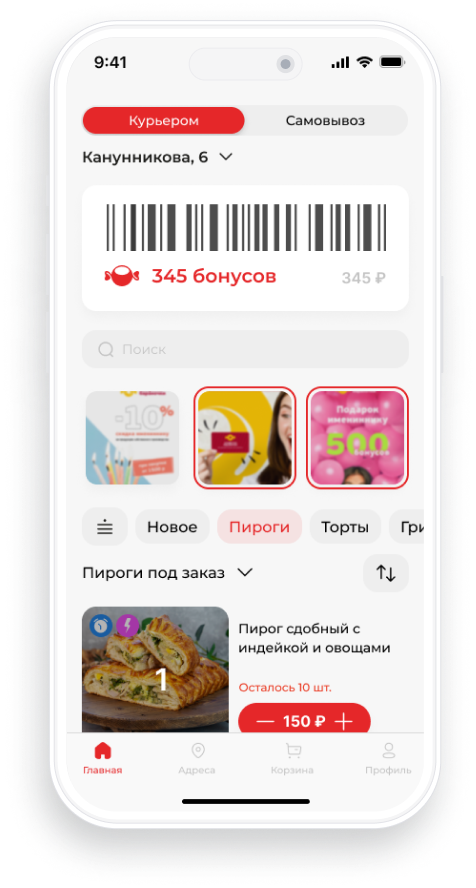 9:41
Курьером
Самовывоз
Канунникова, 6
345 бонусов
345 ₽
Поиск
-10%
Подарок
имениннику
500
бонусов
Новое
Пироги
Торты
Гри
Пироги под заказ
1
Пирог сдобный с
индейкой и овощами
Осталось 10 шт.
150 ₽
Главная
Адреса
Корзина
Профиль